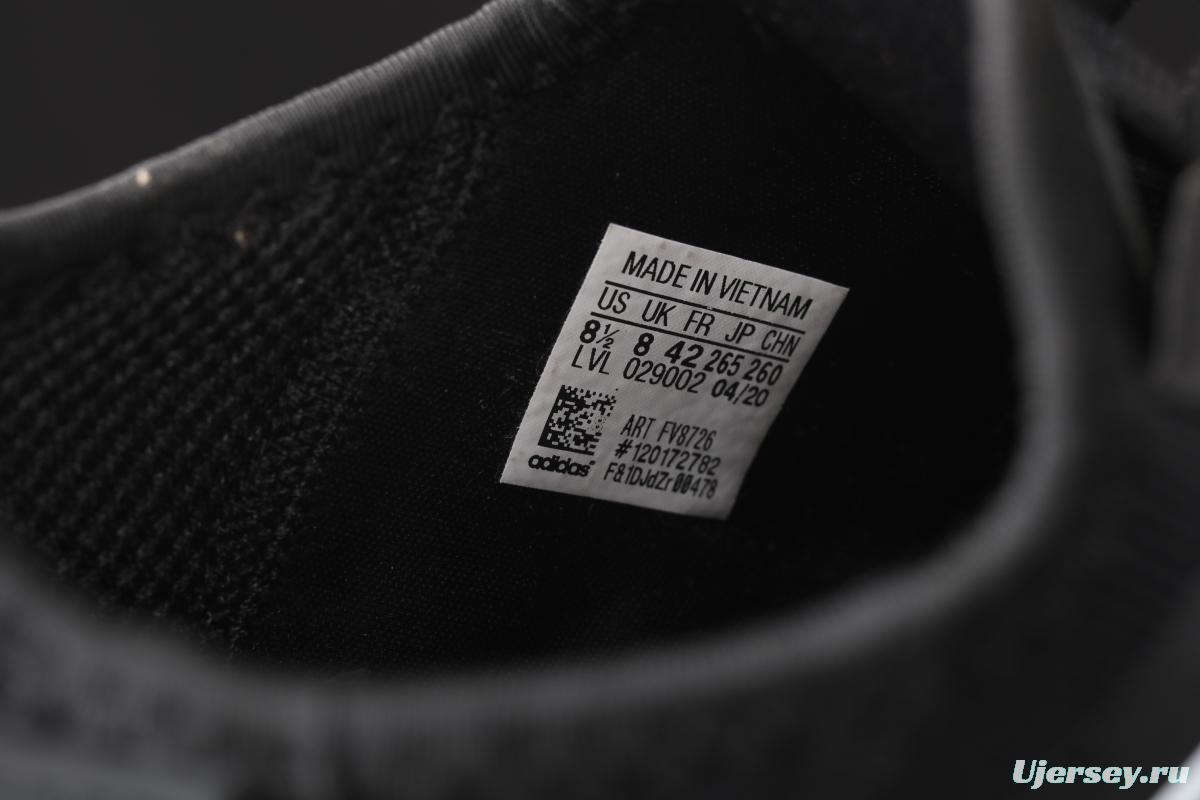 MADE IN VIETNAM
US UK FR JP CHN
8½ 8 42 265 260
LVL 029002 04/20
ART FV8726
#120172782
F&1DJdZr00478
adidas
Ujersey.ru